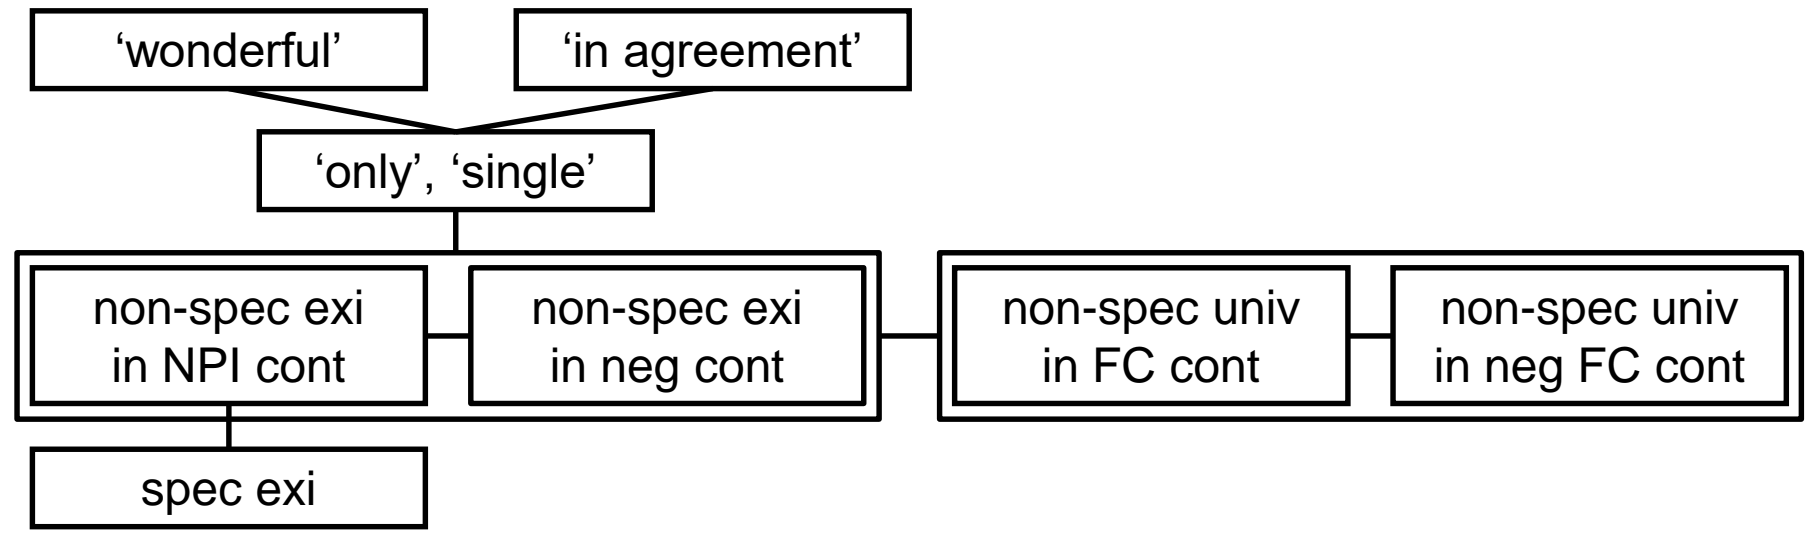 ‘wonderful’
‘in agreement’
‘only’, ‘single’
non-spec exi
in NPI cont
non-spec exi
in neg cont
non-spec univ
in FC cont
non-spec univ
in neg FC cont
spec exi